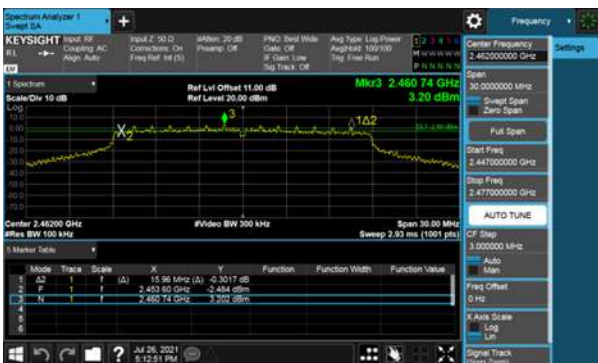 Spectrum Analyzer 1
Swept SA
+
Frequency
KEYSIGHT
Input: RF
Input Z: 50 Ω
#Atten: 20 dB
PNO: Best Wide
Avg Type: Log-Power
1 2 3 4 5 6
RL
Coupling: AC
Corrections: On
Preamp: Off
Gate: Off
Avg|Hold: 100/100
M W W W W W
Align: Auto
Freq Ref: Int (S)
IF Gain: Low
Trig: Free Run
P N N N N N
Sig Track: Off
Center Frequency
2.462000000 GHz
Settings
Span
30.0000000 MHz
Swept Span
Zero Span
Full Span
Start Freq
2.447000000 GHz
Stop Freq
2.477000000 GHz
AUTO TUNE
CF Step
3.000000 MHz
Auto
Man
Freq Offset
0 Hz
X Axis Scale
Log
Lin
Signal Track
1 Spectrum
Ref Lvl Offset 11.00 dB
Mkr3 2.460 74 GHz
Scale/Div 10 dB
Ref Level 20.00 dBm
3.20 dBm
Log
10.0
0.00
3
1Δ2
X2
Center 2.46200 GHz
#Video BW 300 kHz
Span 30.00 MHz
#Res BW 100 kHz
Sweep 2.93 ms (1001 pts)
5 Marker Table
Mode Trace Scale X Y Function Function Width Function Value
1 Δ2 1 f (Δ) 15.96 MHz (Δ) -0.3017 dB
2 F 1 f 2.453 60 GHz -2.484 dBm
3 N 1 f 2.460 74 GHz 3.202 dBm
4
5
6
?
Jul 26, 2021
5:12:51 PM